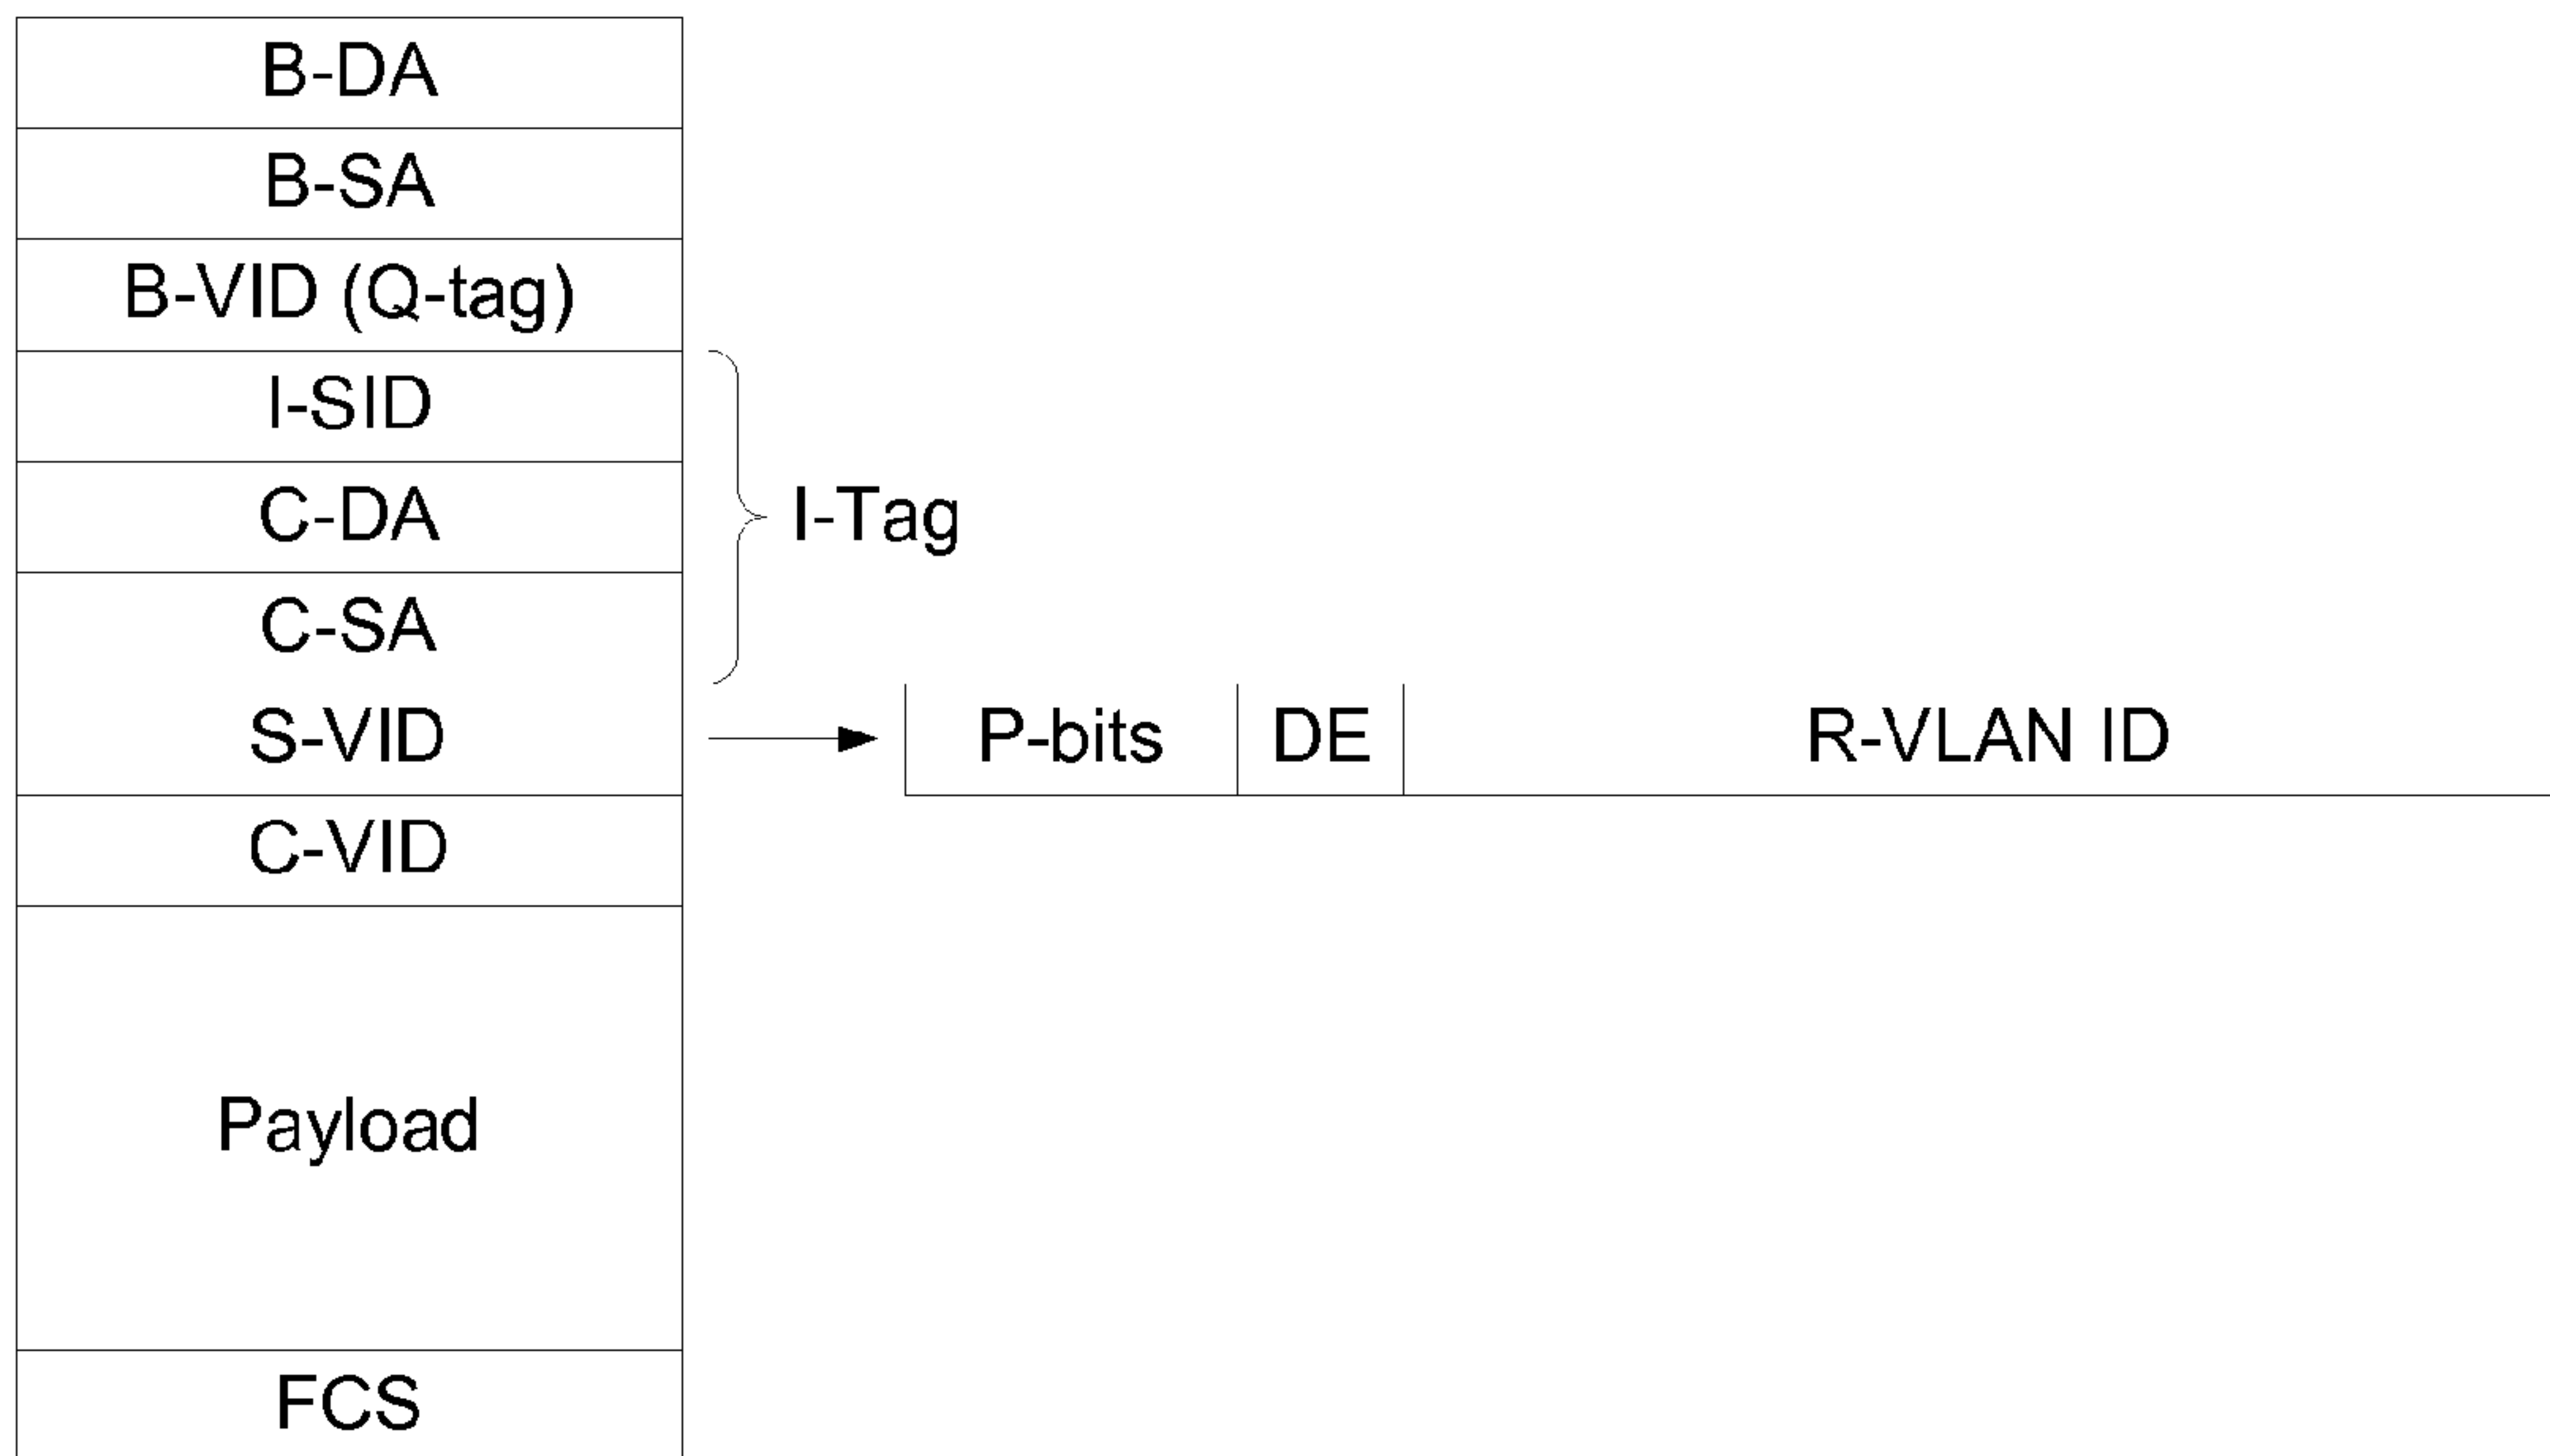 B-DA
B-SA
B-VID (Q-tag)
I-SID
C-DA
I-Tag
C-SA
S-VID
P-bits
DE
R-VLAN ID
C-VID
Payload
FCS